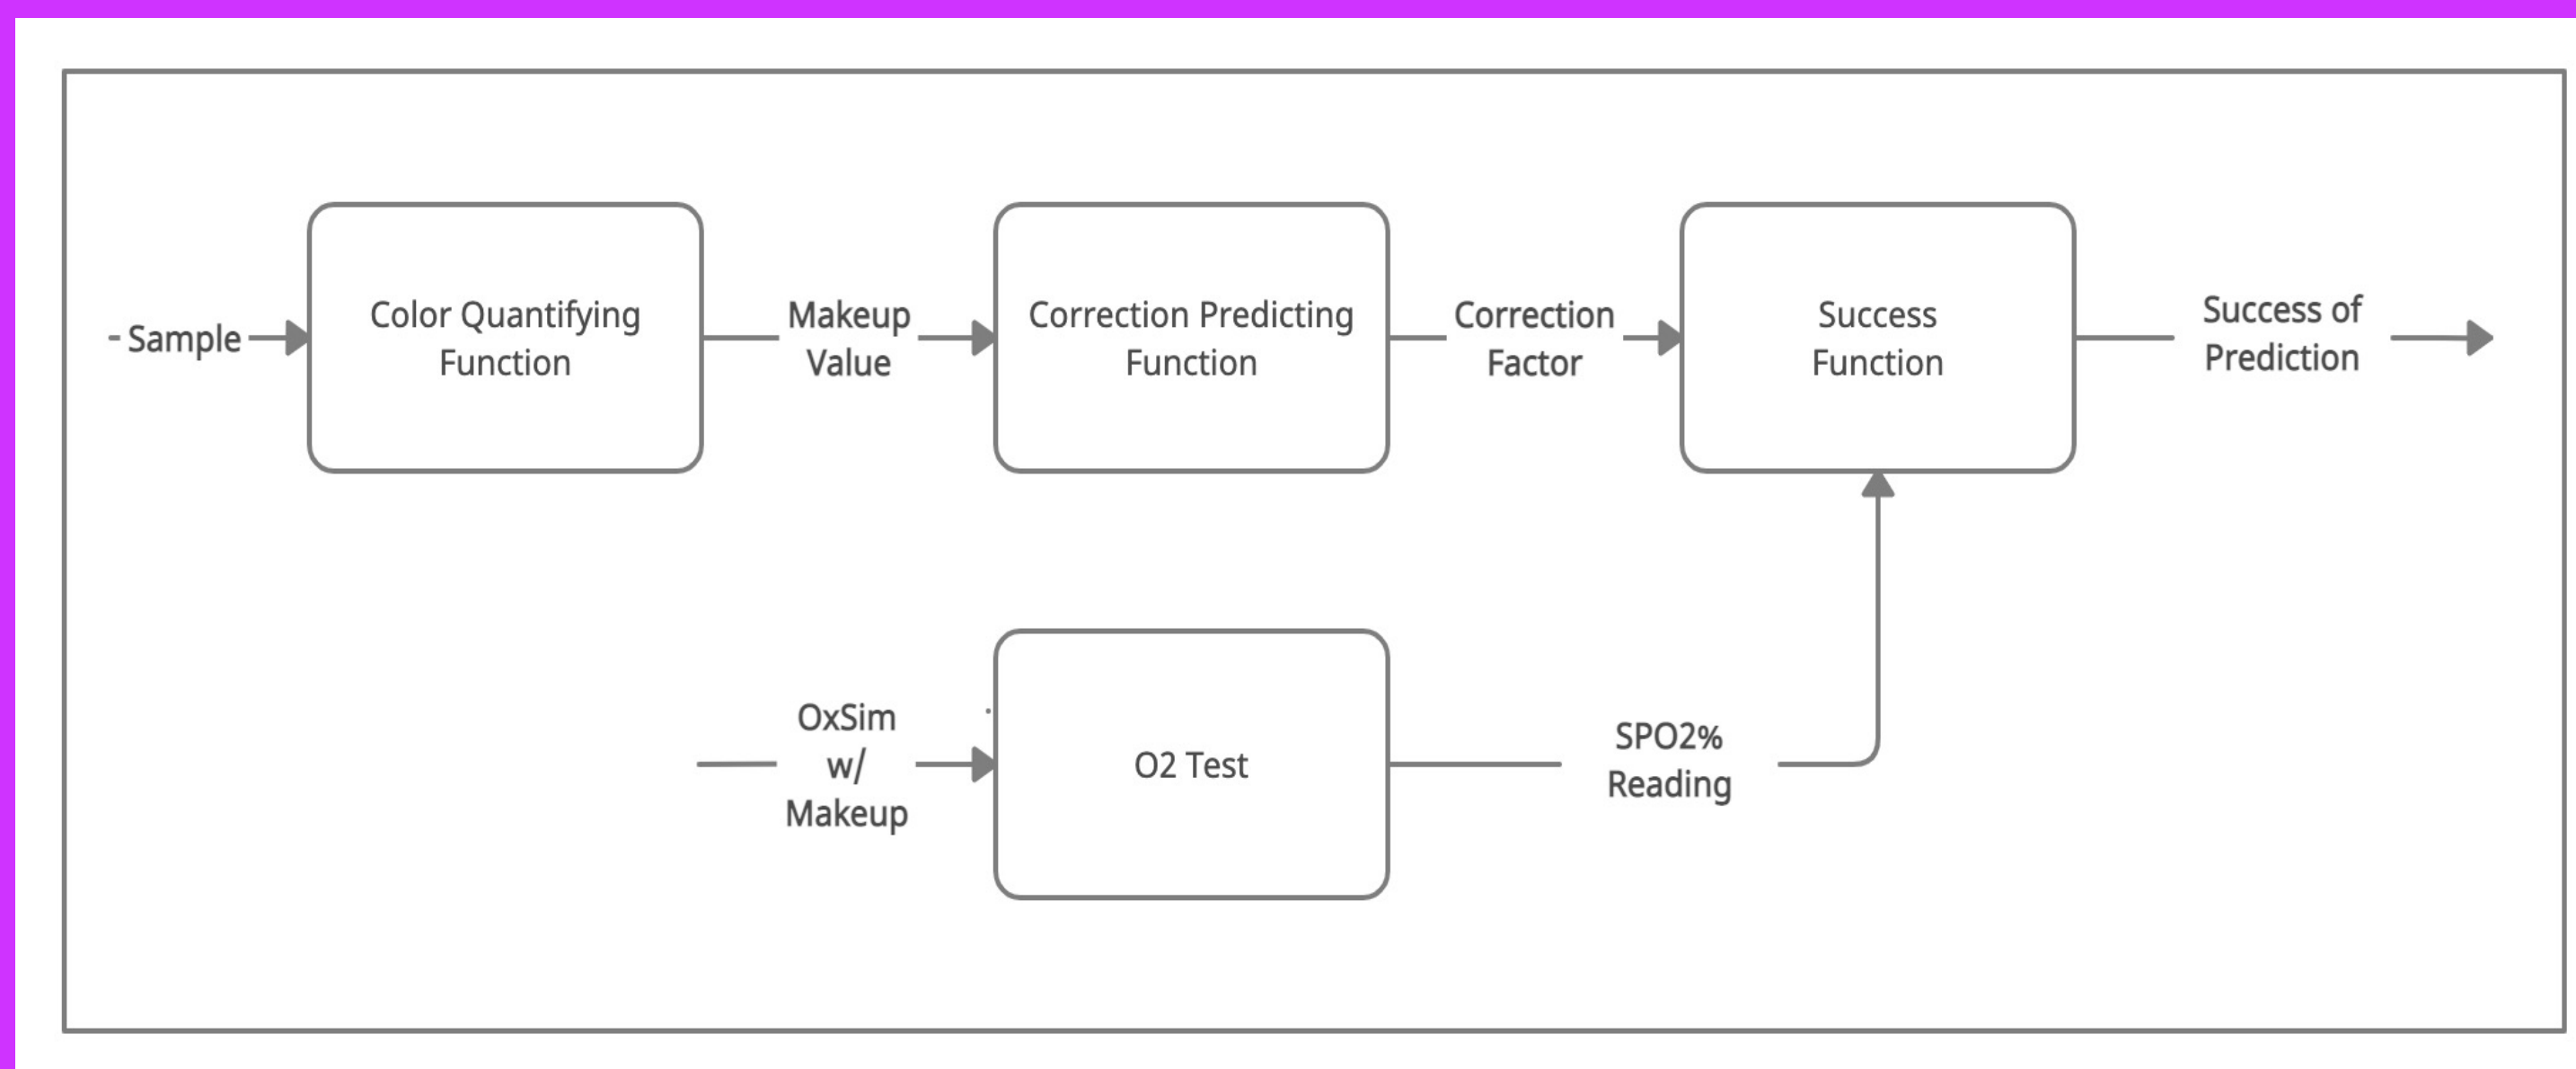 Sample
Color Quantifying
Function
Makeup
Value
Correction Predicting
Function
Correction
Factor
Success
Function
Success of
Prediction
OxSim
w/
Makeup
O2 Test
SPO2%
Reading